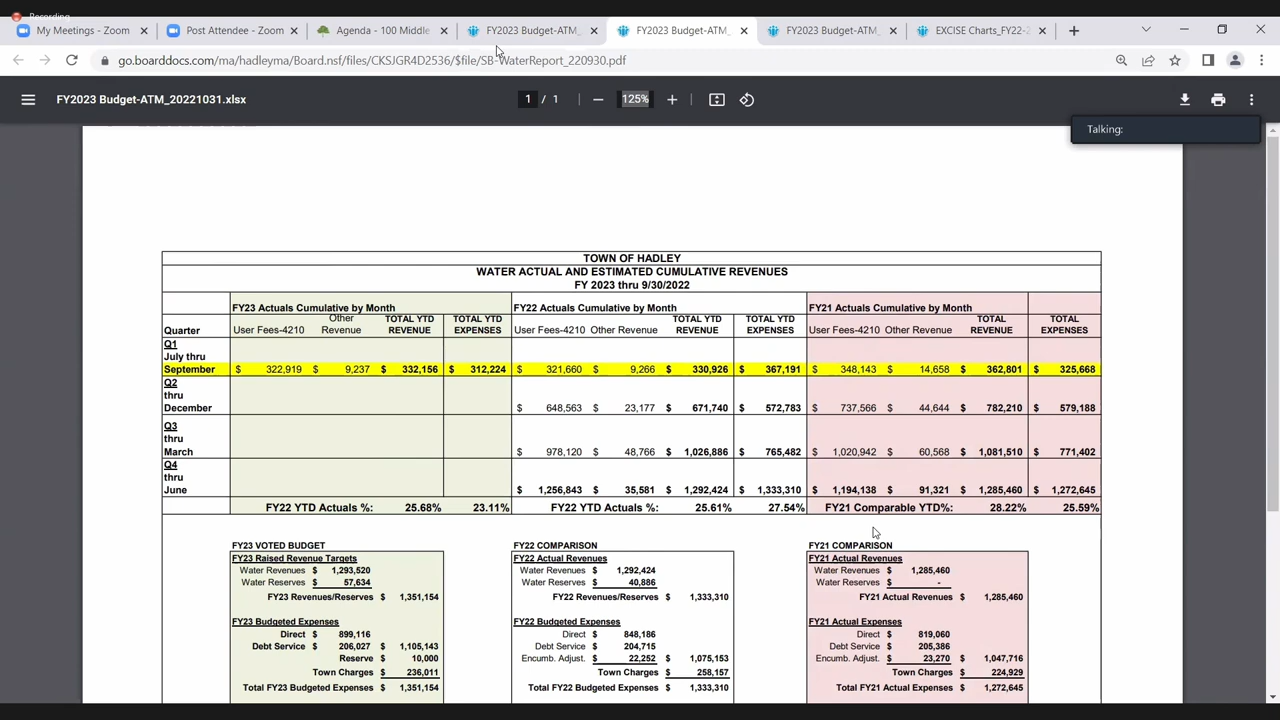 Recording
My Meetings - Zoom
Post Attendee - Zoom
Agenda - 100 Middle
FY2023 Budget-ATM_
FY2023 Budget-ATM_
FY2023 Budget-ATM_
EXCISE Charts_FY22-2
go.boarddocs.com/ma/hadleyma/Board.nsf/files/CKSJGR4D2536/$file/SB-WaterReport_220930.pdf
FY2023 Budget-ATM_20221031.xlsx
1 / 1
125%
Talking:
TOWN OF HADLEY
WATER ACTUAL AND ESTIMATED CUMULATIVE REVENUES
FY 2023 thru 9/30/2022
FY23 Actuals Cumulative by Month FY22 Actuals Cumulative by Month FY21 Actuals Cumulative by Month
Quarter User Fees-4210 Other Revenue TOTAL YTD REVENUE TOTAL YTD EXPENSES User Fees-4210 Other Revenue TOTAL YTD REVENUE TOTAL YTD EXPENSES User Fees-4210 Other Revenue TOTAL REVENUE TOTAL EXPENSES
Q1
July thru
September $ 322,919 $ 9,237 $ 332,156 $ 312,224 $ 321,660 $ 9,266 $ 330,926 $ 367,191 $ 348,143 $ 14,658 $ 362,801 $ 325,668
Q2
thru
December $ 648,563 $ 23,177 $ 671,740 $ 572,783 $ 737,566 $ 44,644 $ 782,210 $ 579,188
Q3
thru
March $ 978,120 $ 48,766 $ 1,026,886 $ 765,482 $ 1,020,942 $ 60,568 $ 1,081,510 $ 771,402
Q4
thru
June $ 1,256,843 $ 35,581 $ 1,292,424 $ 1,333,310 $ 1,194,138 $ 91,321 $ 1,285,460 $ 1,272,645
FY22 YTD Actuals %: 25.68% 23.11% FY22 YTD Actuals %: 25.61% 27.54% FY21 Comparable YTD%: 28.22% 25.59%
FY23 VOTED BUDGET FY22 COMPARISON FY21 COMPARISON
FY23 Raised Revenue Targets FY22 Actual Revenues FY21 Actual Revenues
Water Revenues $ 1,293,520 Water Revenues $ 1,292,424 Water Revenues $ 1,285,460
Water Reserves 57,634 Water Reserves 40,886 Water Reserves -
FY23 Revenues/Reserves $ 1,351,154 FY22 Revenues/Reserves $ 1,333,310 FY21 Actual Revenues $ 1,285,460
FY23 Budgeted Expenses FY22 Budgeted Expenses FY21 Actual Expenses
Direct $ 899,116 Direct $ 848,186 Direct $ 819,060
Debt Service $ 206,027 $ 1,105,143 Debt Service $ 204,715 Debt Service $ 205,386
Reserve $ 10,000 Encumb. Adjust. $ 22,252 $ 1,075,153 Encumb. Adjust. $ 23,270 $ 1,047,716
Town Charges $ 236,011 Town Charges $ 258,157 Town Charges $ 224,929
Total FY23 Budgeted Expenses $ 1,351,154 Total FY22 Budgeted Expenses $ 1,333,310 Total FY21 Actual Expenses $ 1,272,645